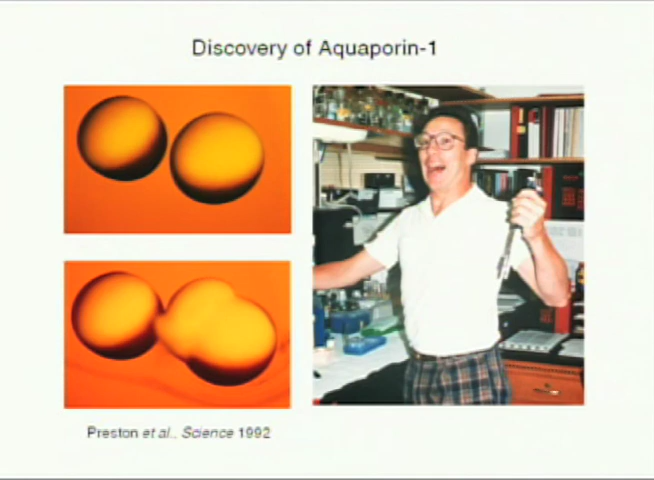 Discovery of Aquaporin-1
Preston et al., Science 1992